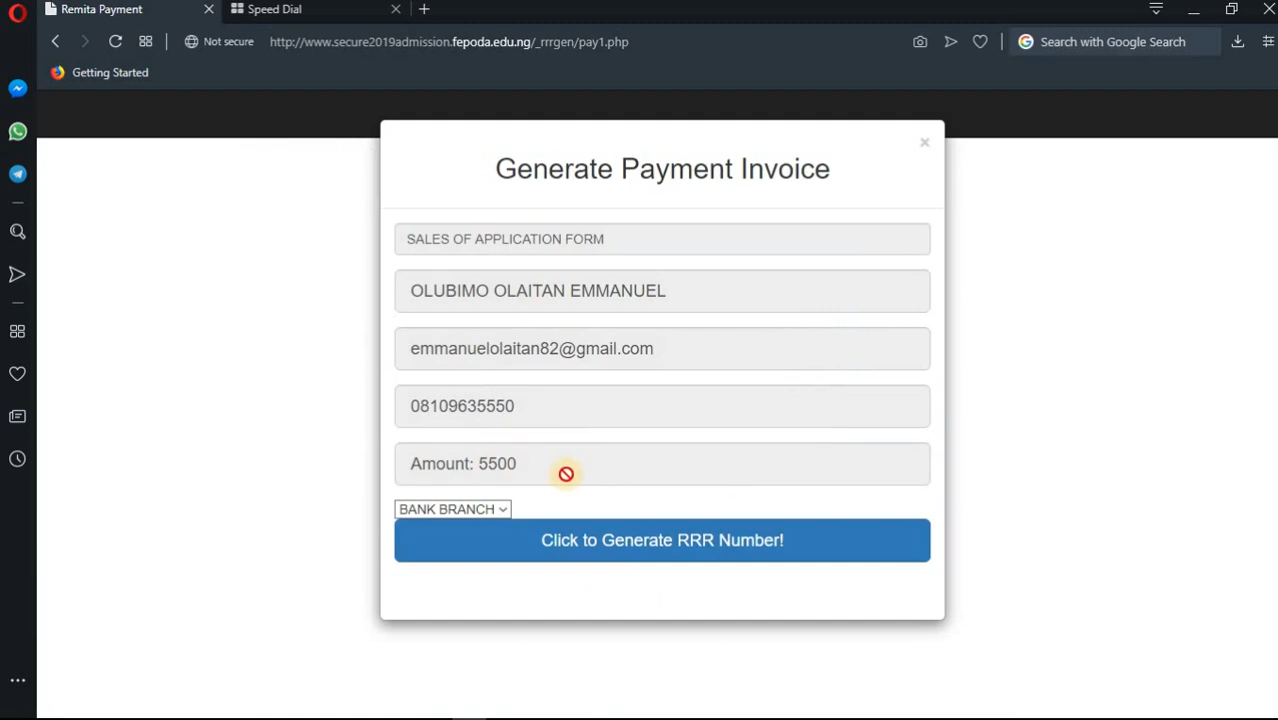 Remita Payment
Speed Dial
Not secure
http://www.secure2019admission.fepoda.edu.ng/_rrrgen/pay1.php
Search with Google Search
Getting Started
×
Generate Payment Invoice
SALES OF APPLICATION FORM
OLUBIMO OLAITAN EMMANUEL
emmanuelolaitan82@gmail.com
08109635550
Amount: 5500
BANK BRANCH
Click to Generate RRR Number!